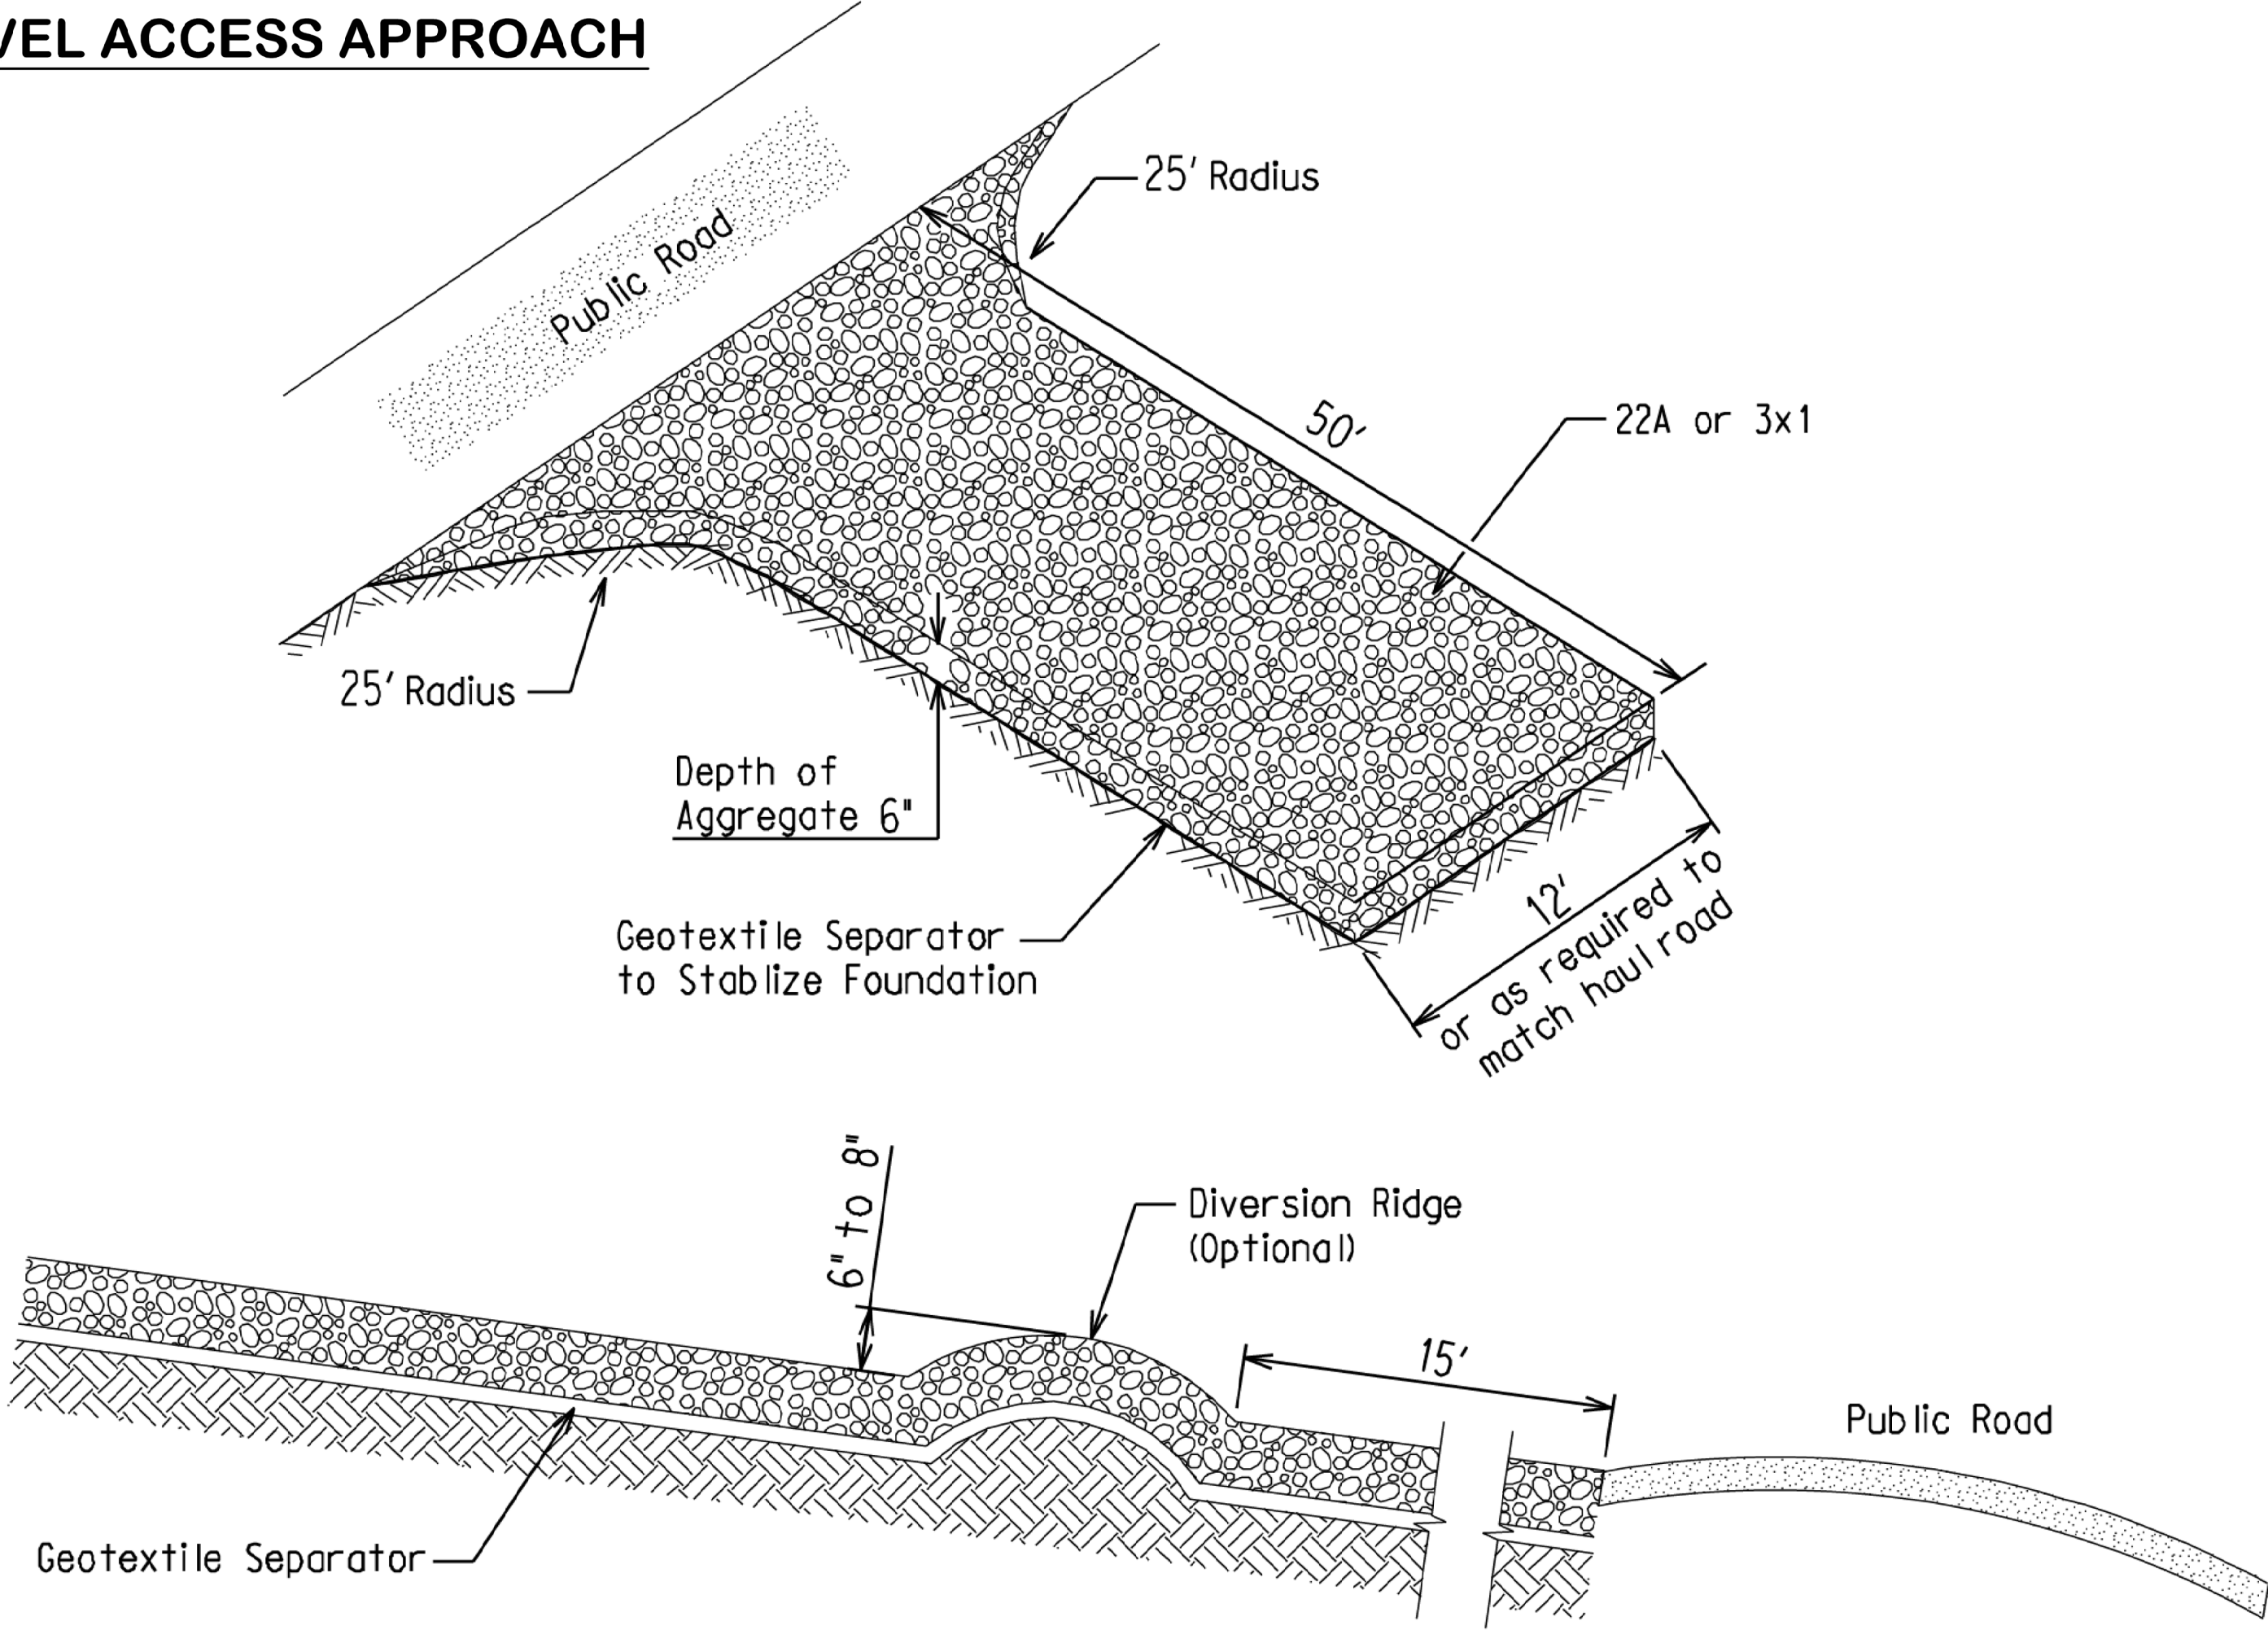 VEL ACCESS APPROACH
25' Radius
Public Road
50'
22A or 3x1
25' Radius
Depth of
Aggregate 6"
Geotextile Separator
to Stablize Foundation
12'
or as required to
match haul road
6" to 8"
Diversion Ridge
(Optional)
15'
Public Road
Geotextile Separator